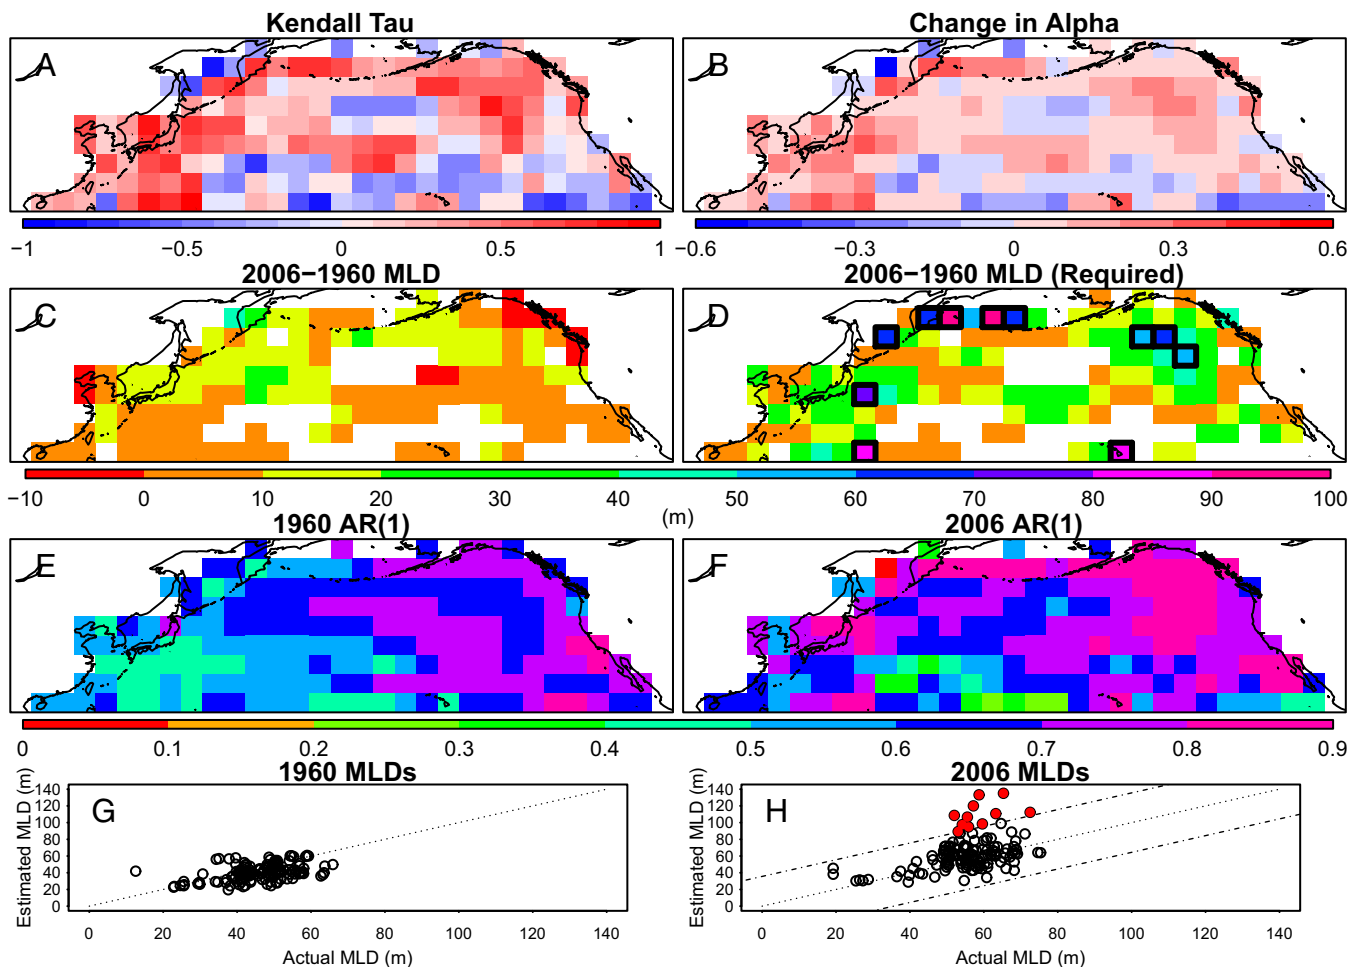 Kendall Tau
Change in Alpha
A
B
−1 −0.5 0 0.5 1
−0.6 −0.3 0 0.3 0.6
2006−1960 MLD
2006−1960 MLD (Required)
C
D
−10 0 10 20 30 40 50 60 70 80 90 100
(m)
1960 AR(1)
2006 AR(1)
E
F
0 0.1 0.2 0.3 0.4 0.5 0.6 0.7 0.8 0.9
1960 MLDs
2006 MLDs
G
H
Estimated MLD (m)
0 20 40 60 80 100 120 140
0 20 40 60 80 100 120 140
Actual MLD (m)
Estimated MLD (m)
0 20 40 60 80 100 120 140
0 20 40 60 80 100 120 140
Actual MLD (m)